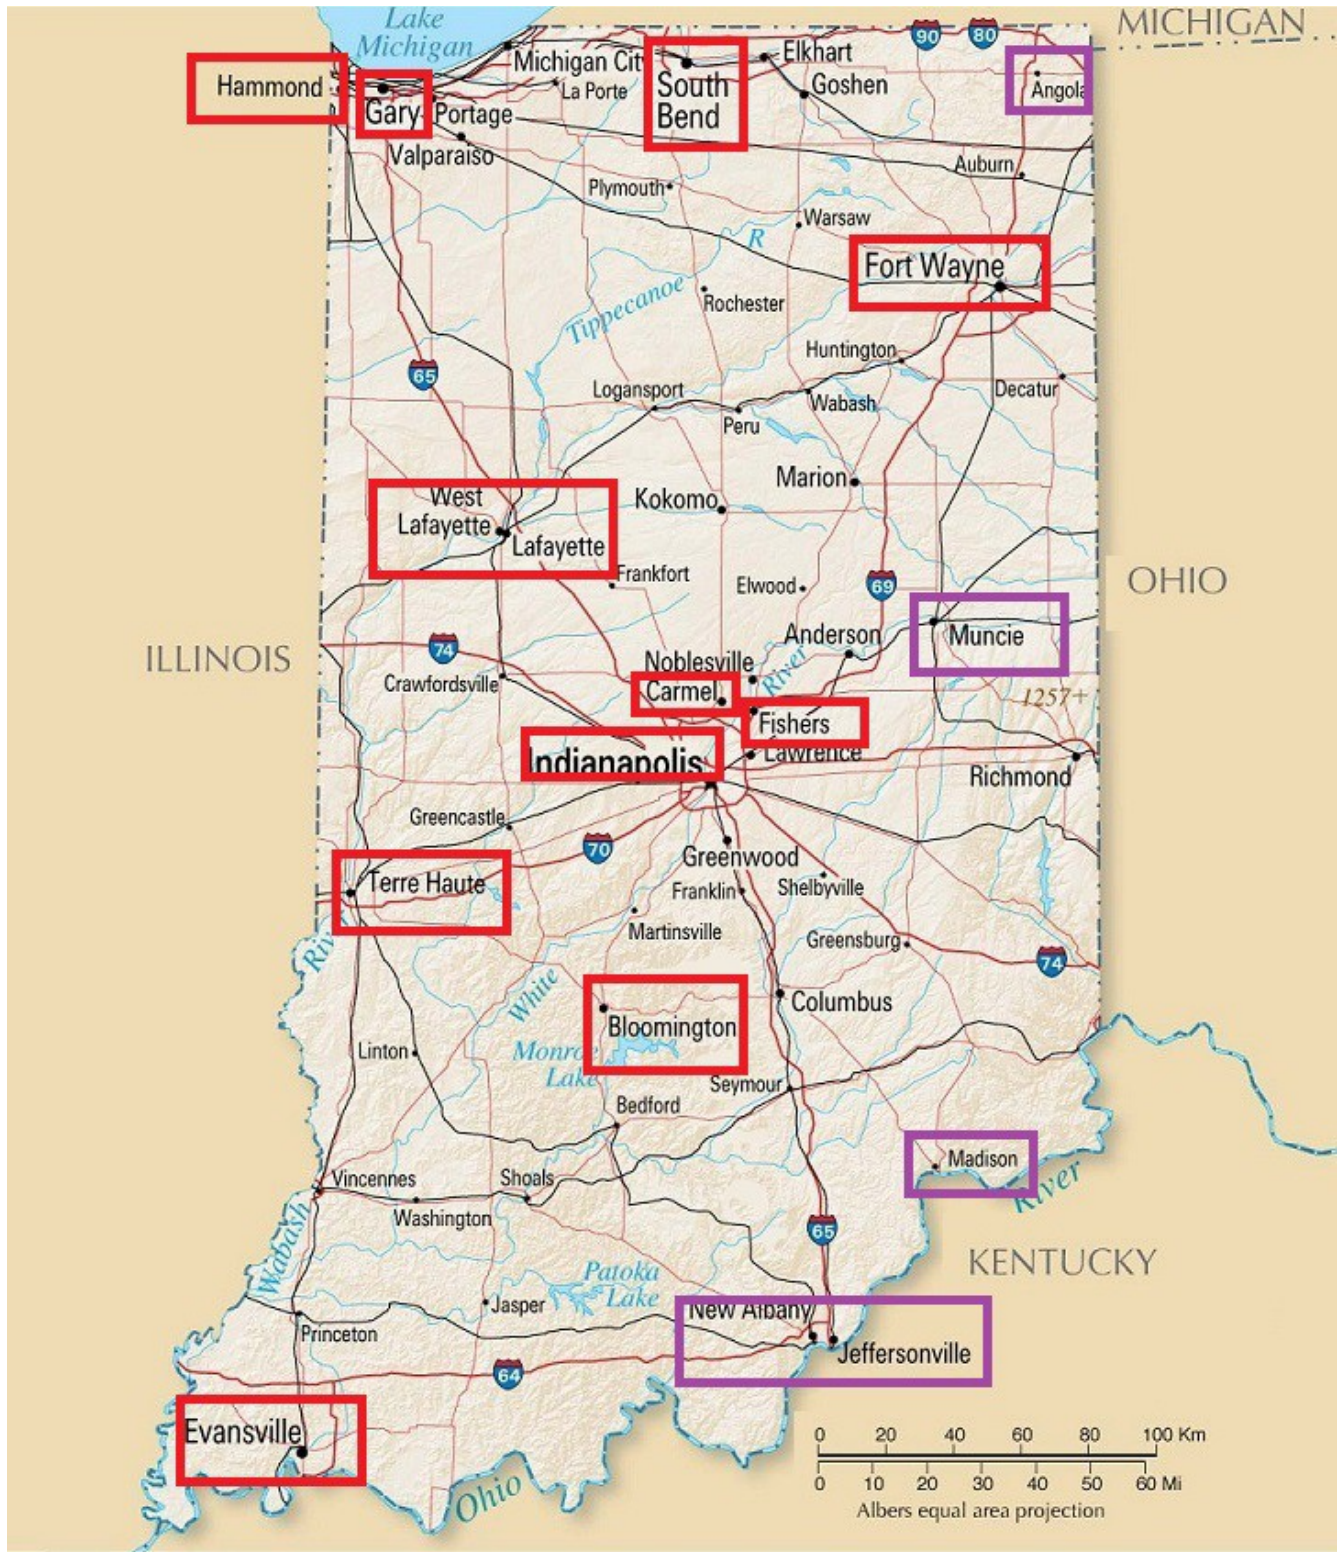 Lake
Michigan
MICHIGAN
90
80
Hammond
Gary
Michigan Cit
South
Bend
Elkhart
Goshen
Angola
La Porte
Portage
Valparaiso
Auburn
Plymouth
Warsaw
R
Fort Wayne
Tippecanoe
Rochester
Huntington
65
Logansport
Wabash
Decatur
Peru
West
Lafayette
Lafayette
Kokomo
Marion
Frankfort
Elwood
69
OHIO
ILLINOIS
74
Anderson
Muncie
Noblesville
River
Crawfordsville
Carmel
1257+
Fishers
Indianapolis
Lawrence
Richmond
Greencastle
70
Greenwood
Terre Haute
Franklin
Shelbyville
Martinsville
Greensburg
74
Riv
White
Columbus
Bloomington
Linton
Monroe
Lake
Seymour
Bedford
Madison
River
Vincennes
Shoals
Washington
65
Wabash
KENTUCKY
Patoka
Lake
Jasper
New Albany
Princeton
Jeffersonville
64
Evansville
Ohio
0 20 40 60 80 100 Km
0 10 20 30 40 50 60 Mi
Albers equal area projection